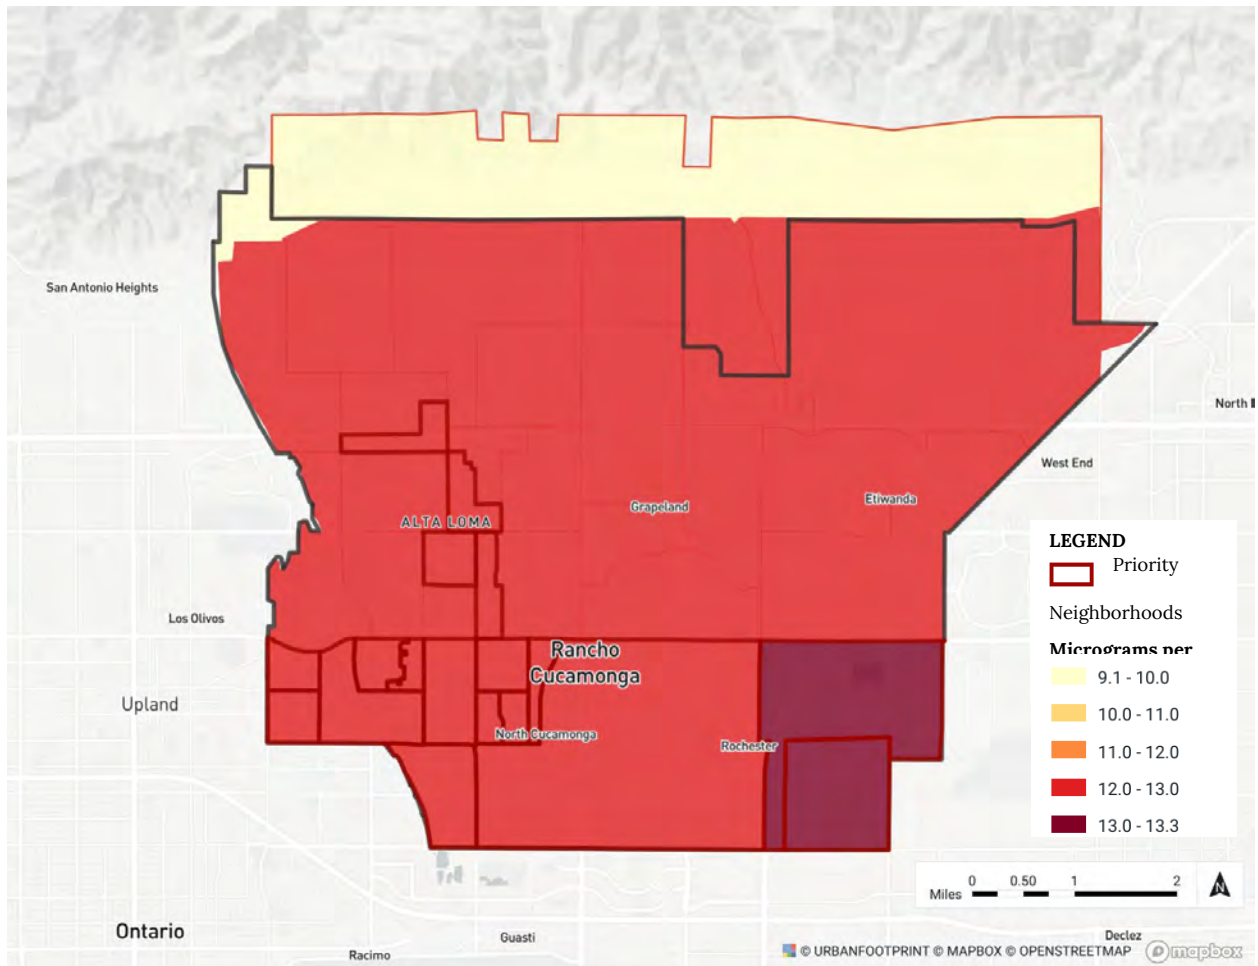 San Antonio Heights
North
West End
Etiwanda
Grapeland
ALTA LOMA
LEGEND
Priority
Neighborhoods
Micrograms per
9.1 - 10.0
10.0 - 11.0
11.0 - 12.0
12.0 - 13.0
13.0 - 13.3
Los Olivos
Rancho
Cucamonga
Upland
North Cucamonga
Rochester
0 0.50 1 2
Miles
N
Ontario
Guasti
Racimo
Declez
© URBANFOOTPRINT © MAPBOX © OPENSTREETMAP
mapbox